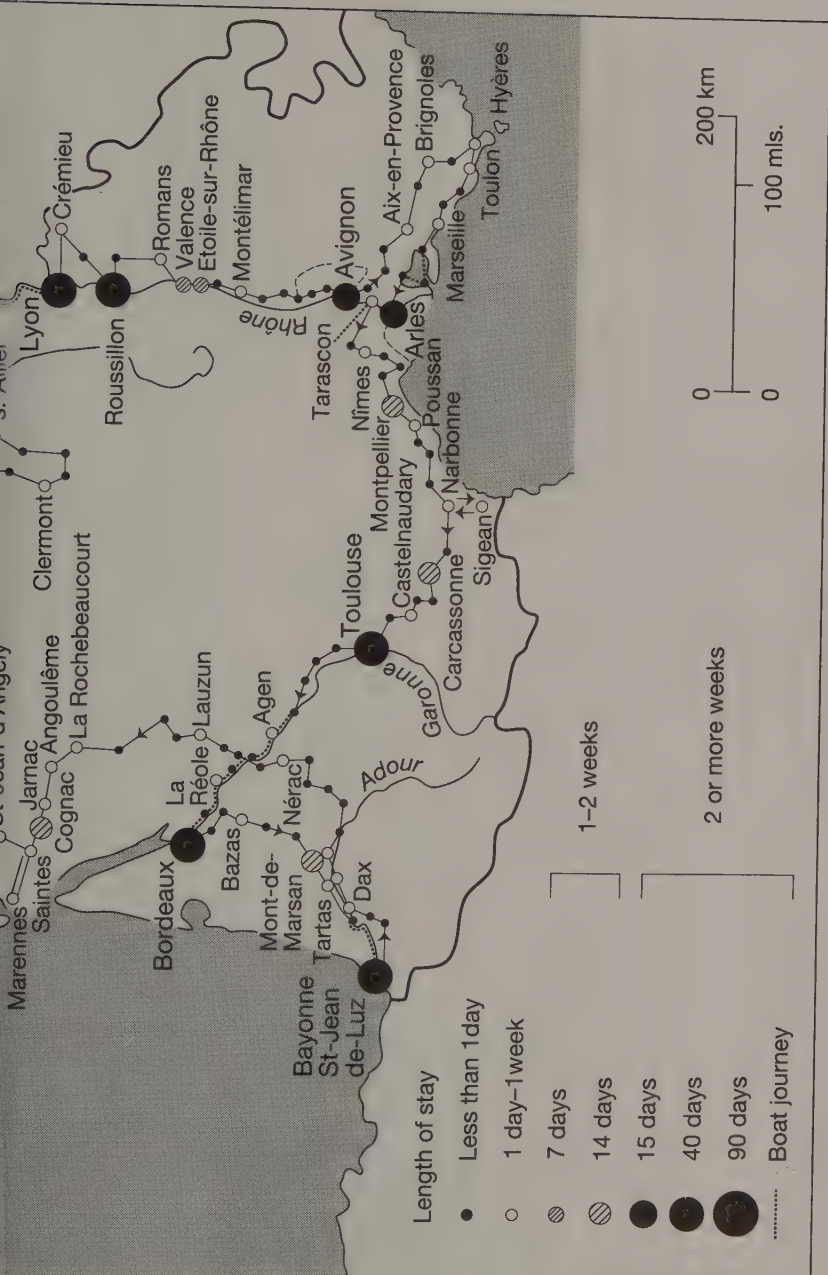 Crémieu
Lyon
Romans
Valence
Etoile-sur-Rhône
Roussillon
Montélimar
Rhône
Avignon
Tarascon
Nîmes
Arles
Montpellier
Poussan
Aix-en-Provence
Brignoles
Marseille
Toulon
Hyères
Clermont
Castelnaudary
Narbonne
Sigean
Carcassonne
Toulouse
Garonne
Angoulême
La Rochebeaucourt
Jarnac
Cognac
Saintes
Marennes
Lauzun
Agen
La
Réole
Nérac
Bordeaux
Bazas
Adour
Mont-de-
Marsan
Tartas
Dax
Bayonne
St-Jean
de-Luz
200 km
100 mls.
0
0
Length of stay
Less than 1day
1 day–1week
7 days
14 days
1–2 weeks
15 days
40 days
90 days
2 or more weeks
Boat journey